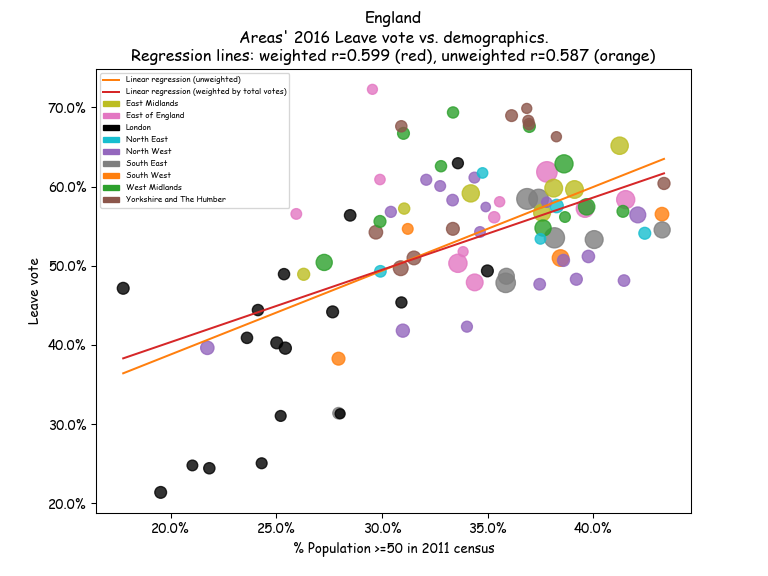 England
Areas' 2016 Leave vote vs. demographics.
Regression lines: weighted r=0.599 (red), unweighted r=0.587 (orange)
Linear regression (unweighted)
Linear regression (weighted by total votes)
East Midlands
East of England
London
North East
North West
South East
South West
West Midlands
Yorkshire and The Humber
70.0%
60.0%
50.0%
40.0%
30.0%
20.0%
Leave vote
20.0% 25.0% 30.0% 35.0% 40.0%
% Population >=50 in 2011 census